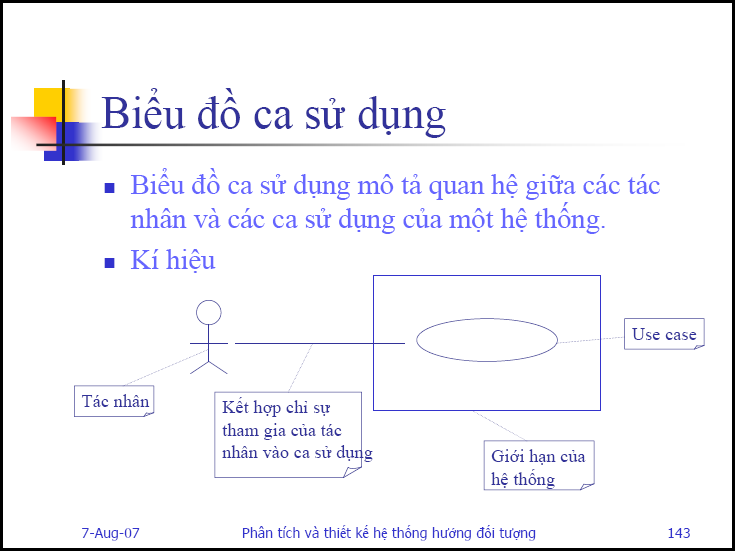 Biểu đồ ca sử dụng
Biểu đồ ca sử dụng mô tả quan hệ giữa các tác
nhân và các ca sử dụng của một hệ thống.
Kí hiệu
Use case
Tác nhân
Kết hợp chỉ sự
tham gia của tác
nhân vào ca sử dụng
Giới hạn của
hệ thống
7-Aug-07
Phân tích và thiết kế hệ thống hướng đối tượng
143